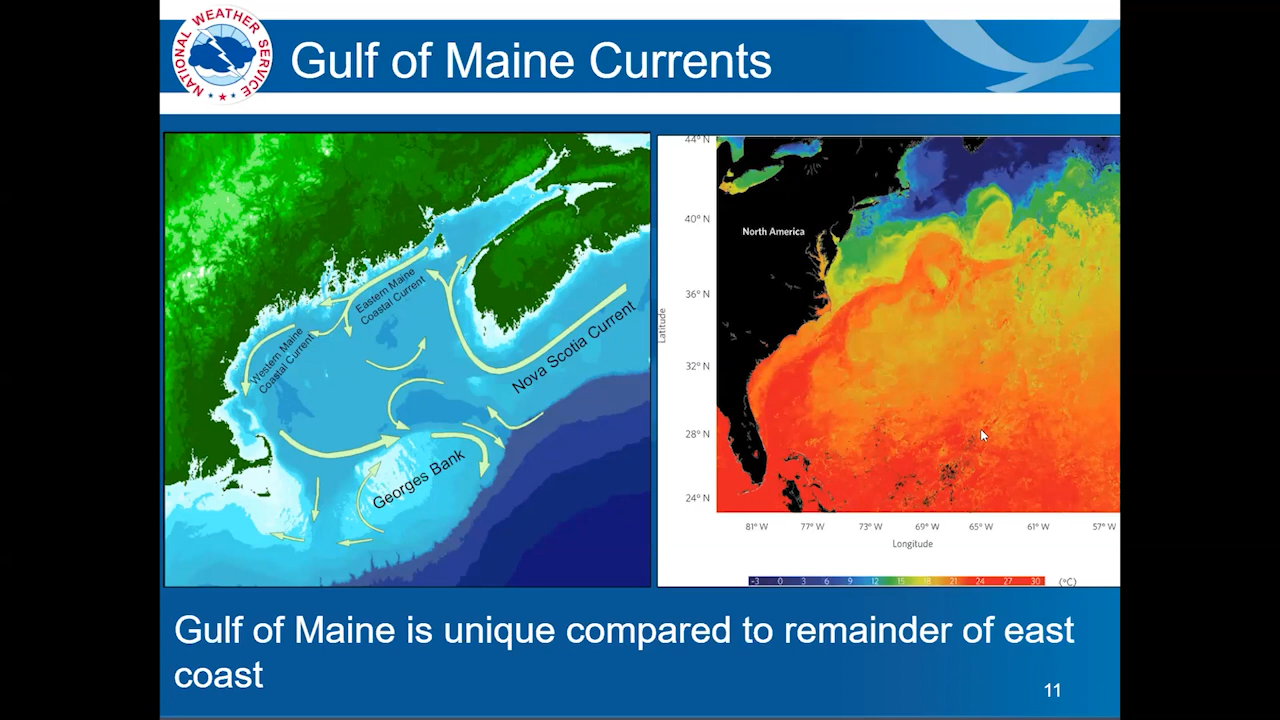 NATIONAL WEATHER SERVICE
Gulf of Maine Currents
Eastern Maine
Coastal Current
Western Maine
Coastal Current
Nova Scotia Current
Georges Bank
44° N
40° N
36° N
32° N
28° N
24° N
Latitude
North America
81° W 77° W 73° W 69° W 65° W 61° W 57° W
Longitude
-3 0 3 6 9 12 15 18 21 24 27 30 (°C)
Gulf of Maine is unique compared to remainder of east
coast
11